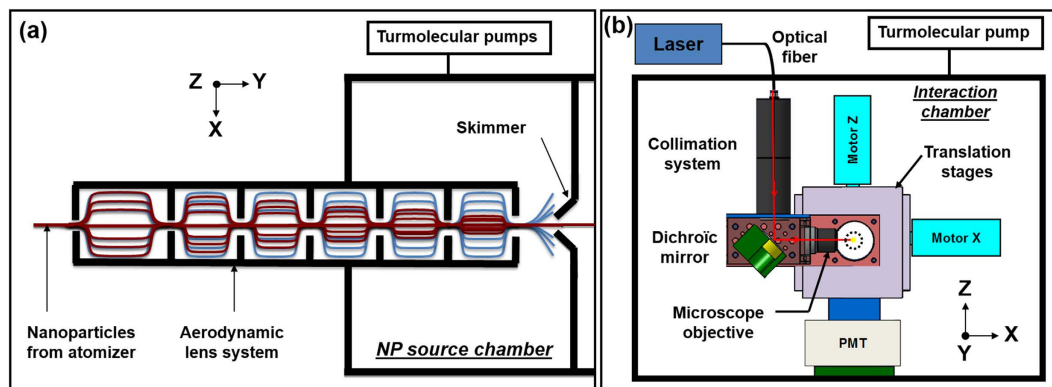 (a)
Turmolecular pumps
Z
Y
X
Skimmer
Nanoparticles
from atomizer
Aerodynamic
lens system
NP source chamber
(b)
Laser
Optical
fiber
Turmolecular pump
Interaction
chamber
Motor Z
Collimation
system
Translation
stages
Motor X
Dichroïc
mirror
Microscope
objective
PMT
Z
X
Y